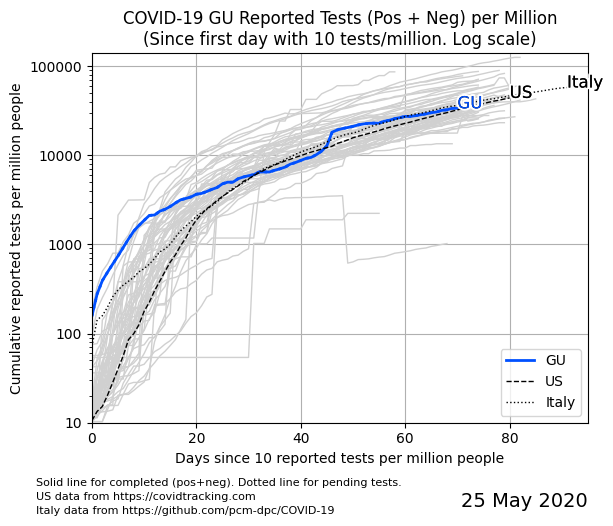 COVID-19 GU Reported Tests (Pos + Neg) per Million
(Since first day with 10 tests/million. Log scale)
Cumulative reported tests per million people
100000
10000
1000
100
10
Italy
US
GU
GU
US
Italy
0
20
40
60
80
Days since 10 reported tests per million people
Solid line for completed (pos+neg). Dotted line for pending tests.
US data from https://covidtracking.com
Italy data from https://github.com/pcm-dpc/COVID-19
25 May 2020